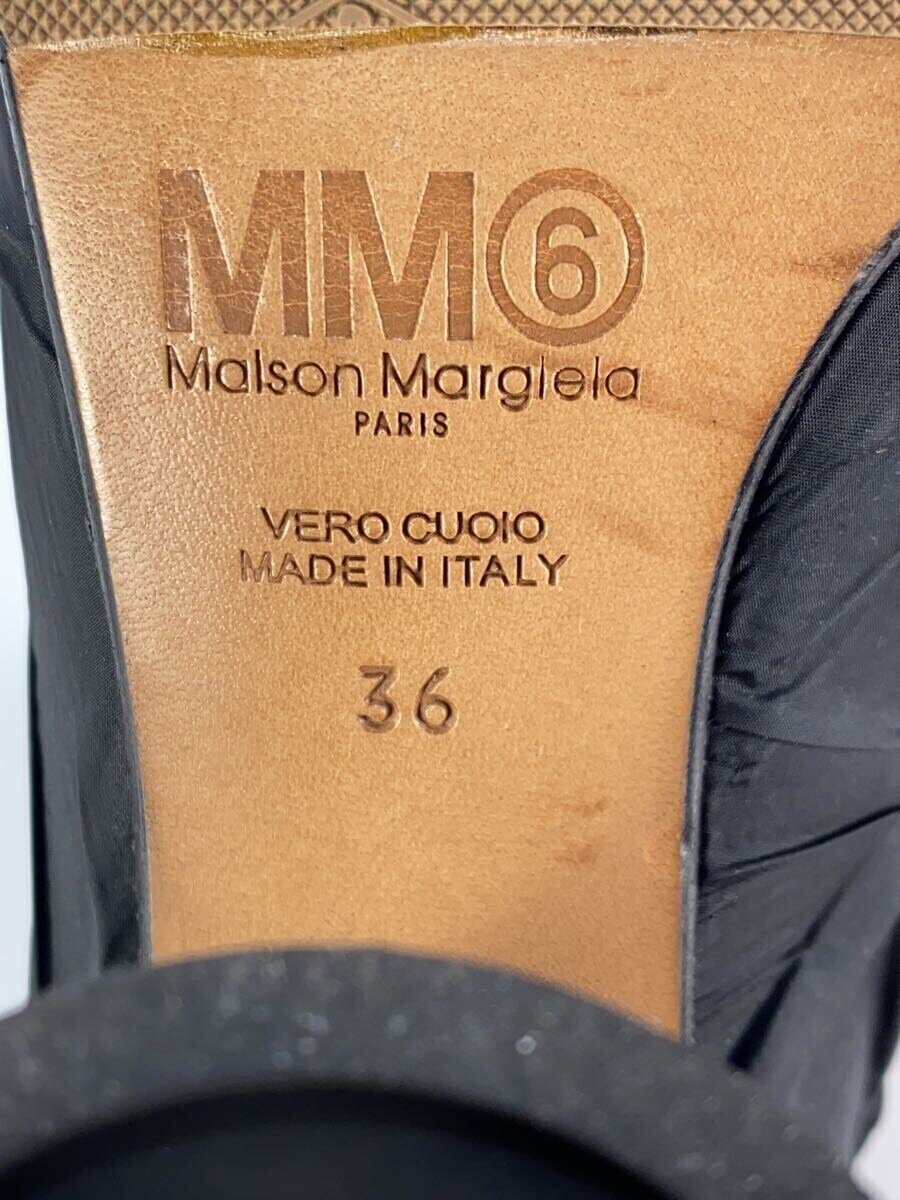 MM⑥
Maison Margiela
PARIS
VERO CUOIO
MADE IN ITALY
36